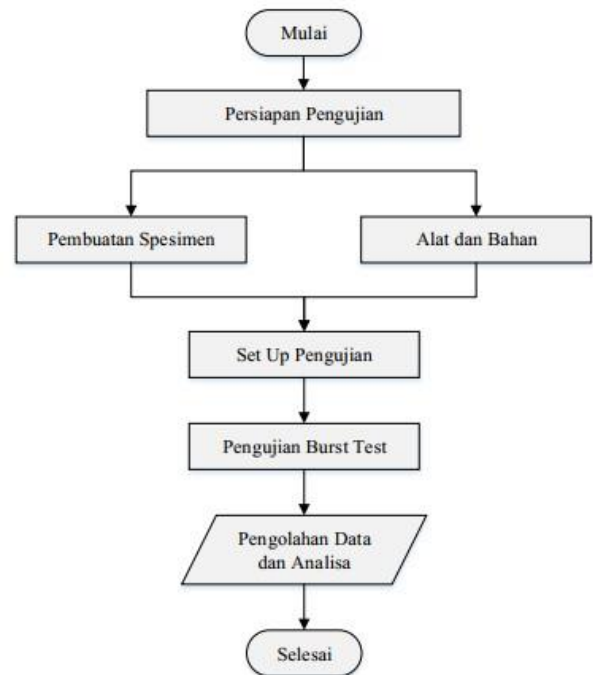 Mulai
Persiapan Pengujian
Pembuatan Spesimen
Alat dan Bahan
Set Up Pengujian
Pengujian Burst Test
Pengolahan Data
dan Analisa
Selesai